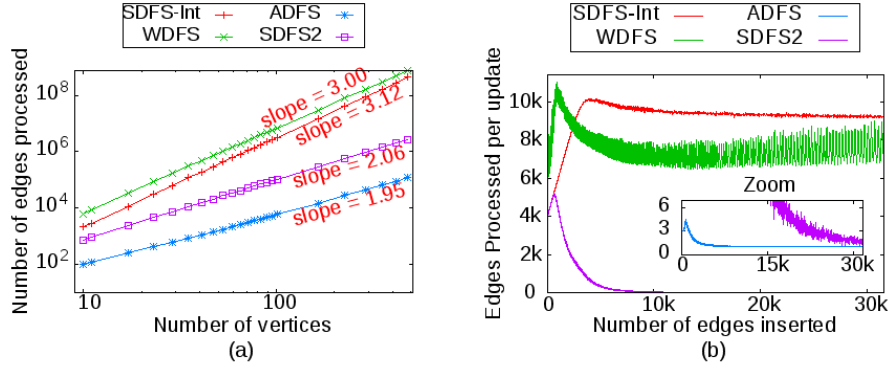 SDFS-Int ADFS
WDFS SDFS2
Number of edges processed
10^8
10^6
10^4
10^2
slope = 3.00
slope = 3.12
slope = 2.06
slope = 1.95
10 100
Number of vertices
(a)
SDFS-Int ADFS
WDFS SDFS2
Edges Processed per update
10k
8k
6k
4k
2k
0
Zoom
6
3
1
0
0 15k 30k
0 10k 20k 30k
Number of edges inserted
(b)